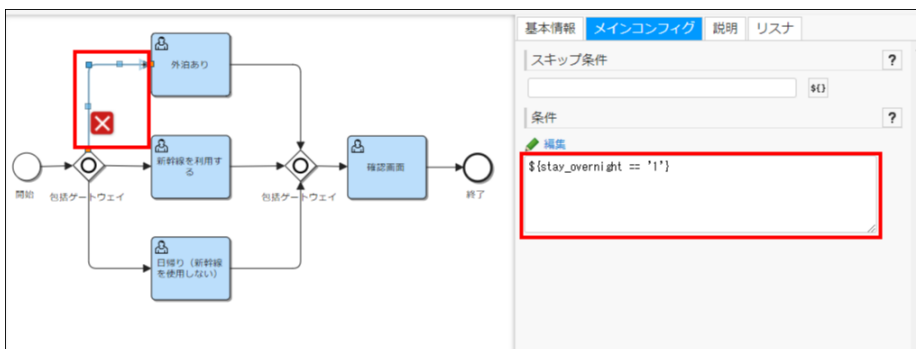 基本情報
メインコンフィグ
説明
リスナ
スキップ条件
?
${}
条件
?
編集
${stay_overnight == '1'}
外泊あり
新幹線を利用す
る
確認画面
開始
包括ゲートウェイ
包括ゲートウェイ
終了
日帰り（新幹線
を使用しない）